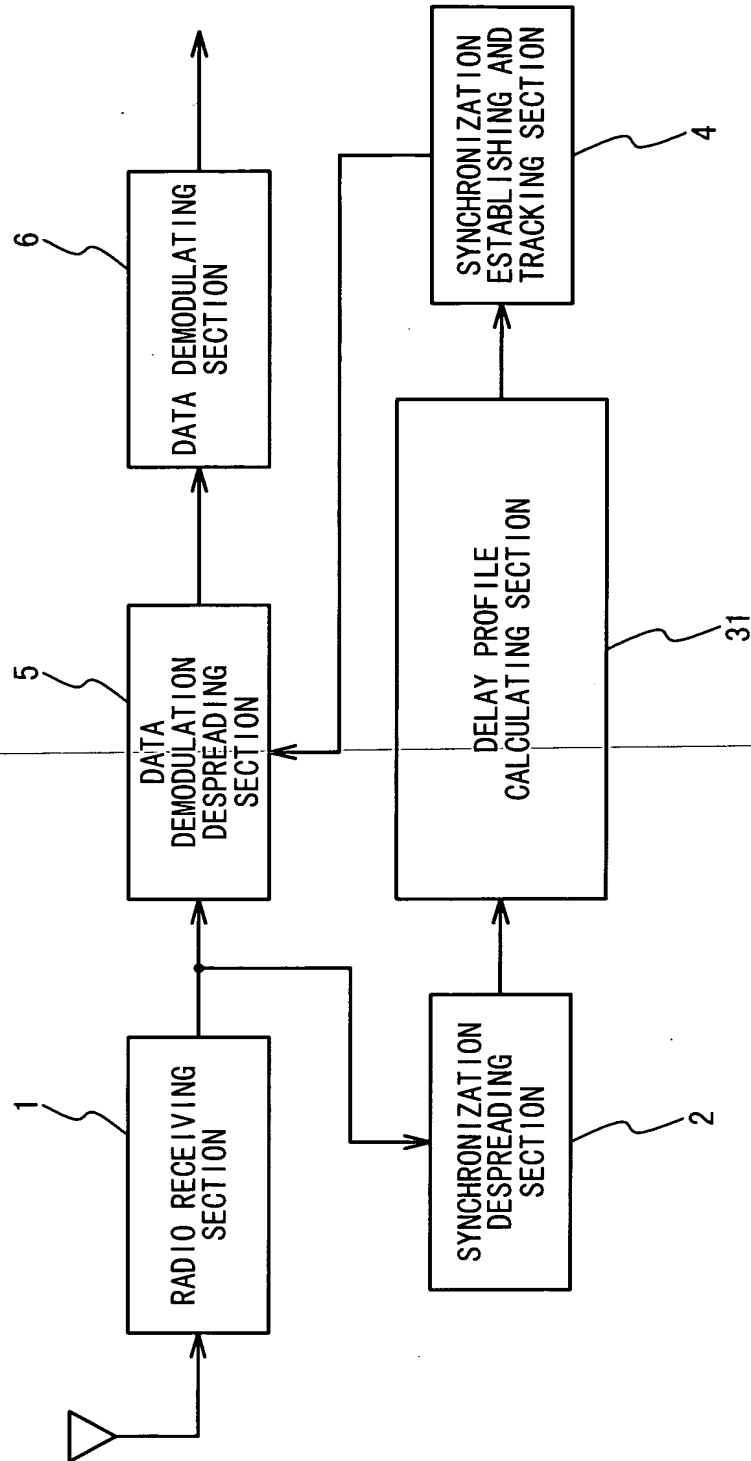 1
RADIO RECEIVING
SECTION
5
DATA
DEMODULATION
DESPREADING
SECTION
6
DATA DEMODULATING
SECTION
SYNCHRONIZATION
DESPREADING
SECTION
2
DELAY PROFILE
CALCULATING SECTION
31
SYNCHRONIZATION
ESTABLISHING AND
TRACKING SECTION
4